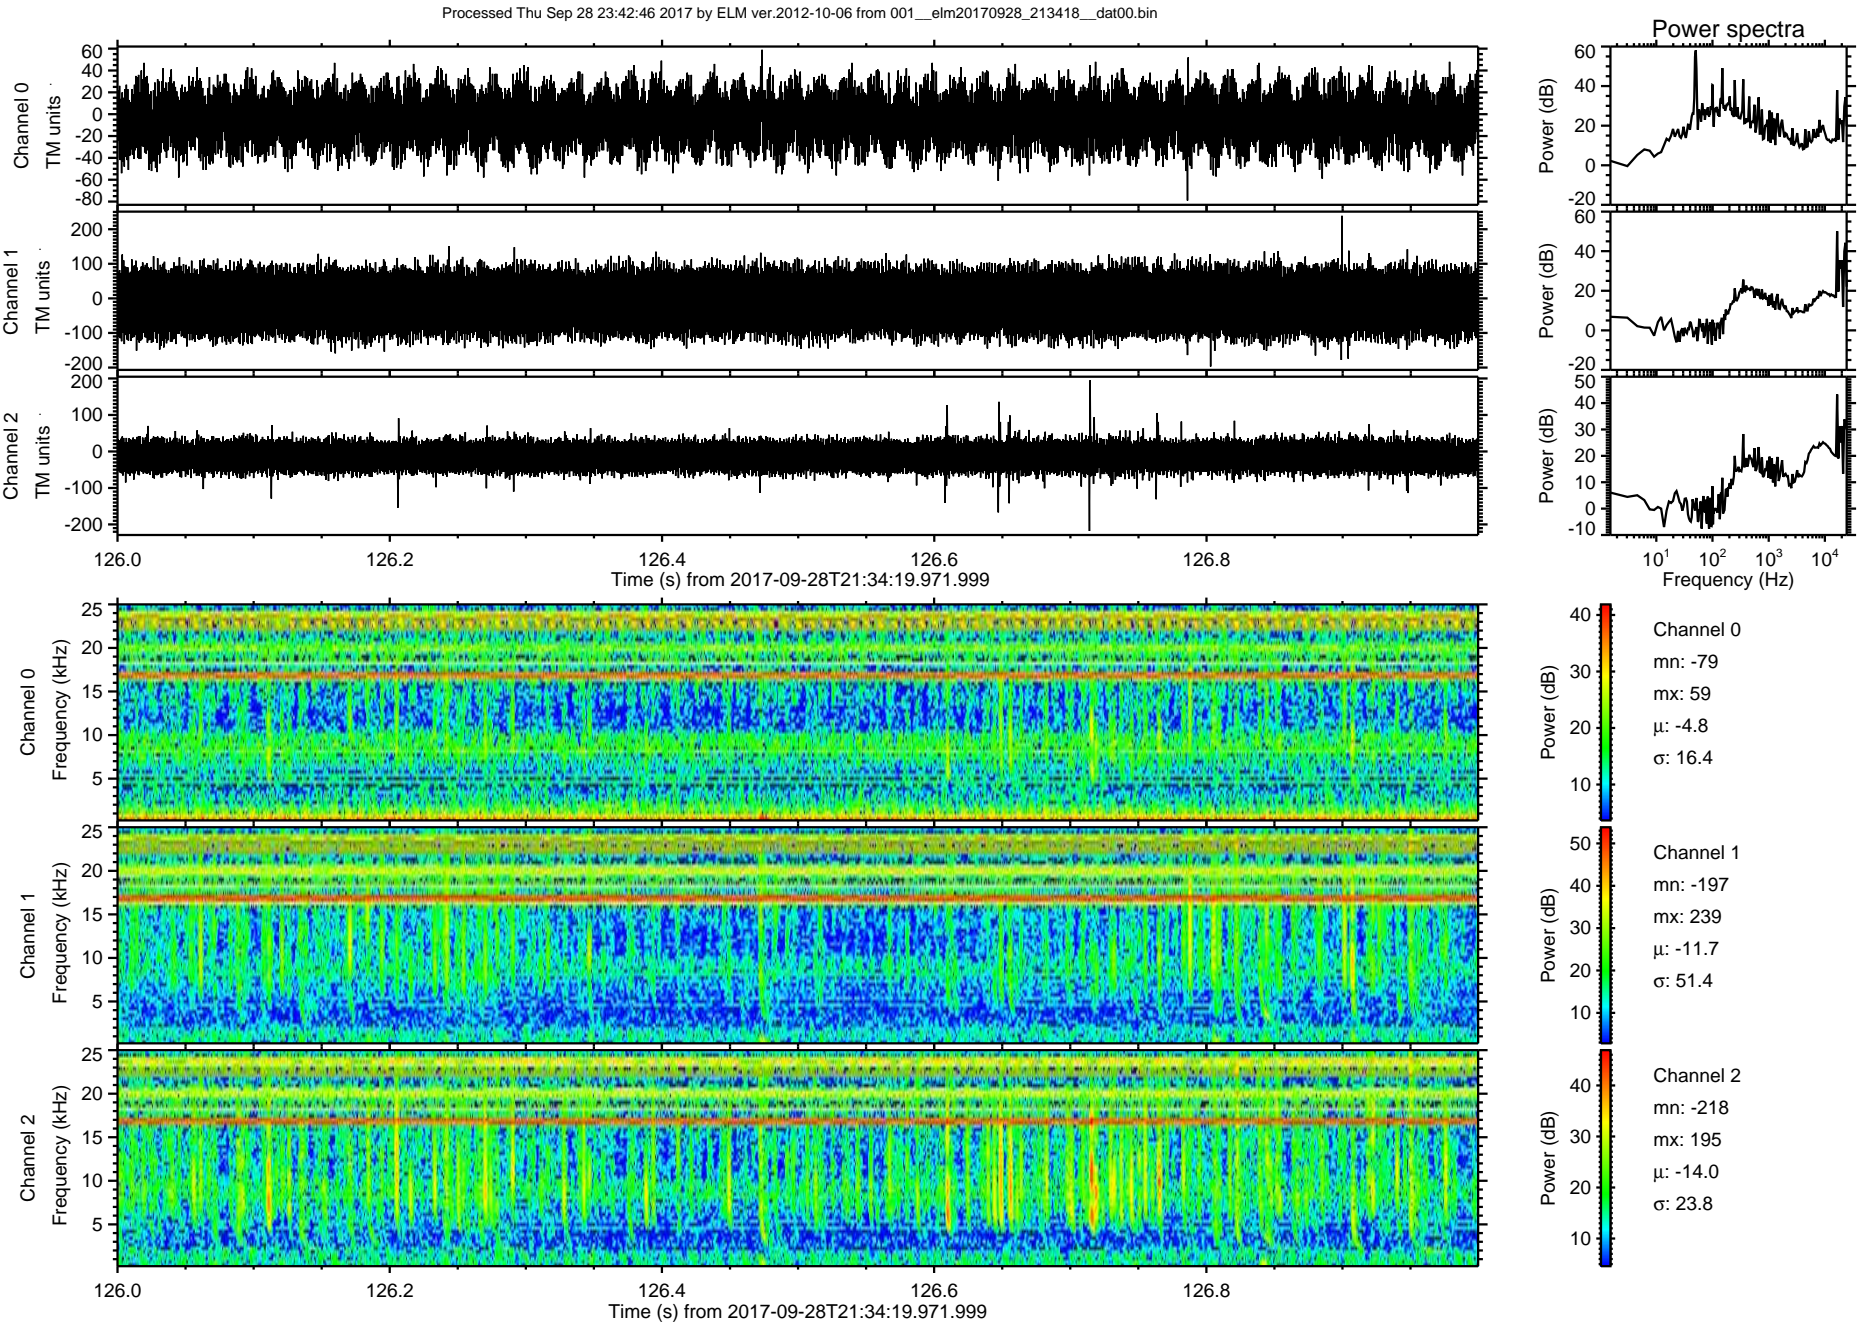 Processed Thu Sep 28 23:42:46 2017 by ELM ver.2012-10-06 from 001__elm20170928_213418__dat00.bin
Power spectra
Channel 0
TM units
60
40
20
0
-20
-40
-60
-80
Power (dB)
60
40
20
0
-20
Channel 1
TM units
200
100
0
-100
-200
Power (dB)
60
40
20
0
-20
Channel 2
TM units
200
100
0
-100
-200
Power (dB)
50
40
30
20
10
0
-10
126.0 126.2 126.4 126.6 126.8
Time (s) from 2017-09-28T21:34:19.971.999
10^1 10^2 10^3 10^4
Frequency (Hz)
Channel 0
Frequency (kHz)
25
20
15
10
5
Power (dB)
40
30
20
10
Channel 0
mn: -79
mx: 59
μ: -4.8
σ: 16.4
Channel 1
Frequency (kHz)
25
20
15
10
5
Power (dB)
50
40
30
20
10
Channel 1
mn: -197
mx: 239
μ: -11.7
σ: 51.4
Channel 2
Frequency (kHz)
25
20
15
10
5
Power (dB)
40
30
20
10
Channel 2
mn: -218
mx: 195
μ: -14.0
σ: 23.8
126.0 126.2 126.4 126.6 126.8
Time (s) from 2017-09-28T21:34:19.971.999